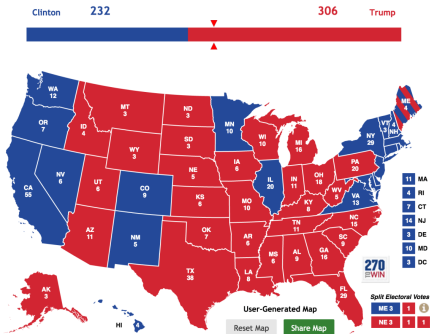 Clinton 232 306 Trump
WA
12
OR
7
CA
55
NV
6
ID
4
MT
3
WY
3
UT
6
AZ
11
CO
9
NM
5
ND
3
SD
3
NE
5
KS
6
OK
7
TX
38
MN
10
IA
6
MO
10
AR
6
LA
8
WI
10
IL
20
MI
16
IN
11
OH
18
KY
8
TN
11
MS
6
AL
9
GA
16
FL
29
SC
9
NC
15
VA
13
WV
5
PA
20
NY
29
VT
3
NH
4
ME
4
AK
3
HI
4
11 MA
4 RI
7 CT
14 NJ
3 DE
10 MD
3 DC
270
WIN
Split Electoral Votes
ME 3 1
NE 3 1 1
User-Generated Map
Reset Map Share Map